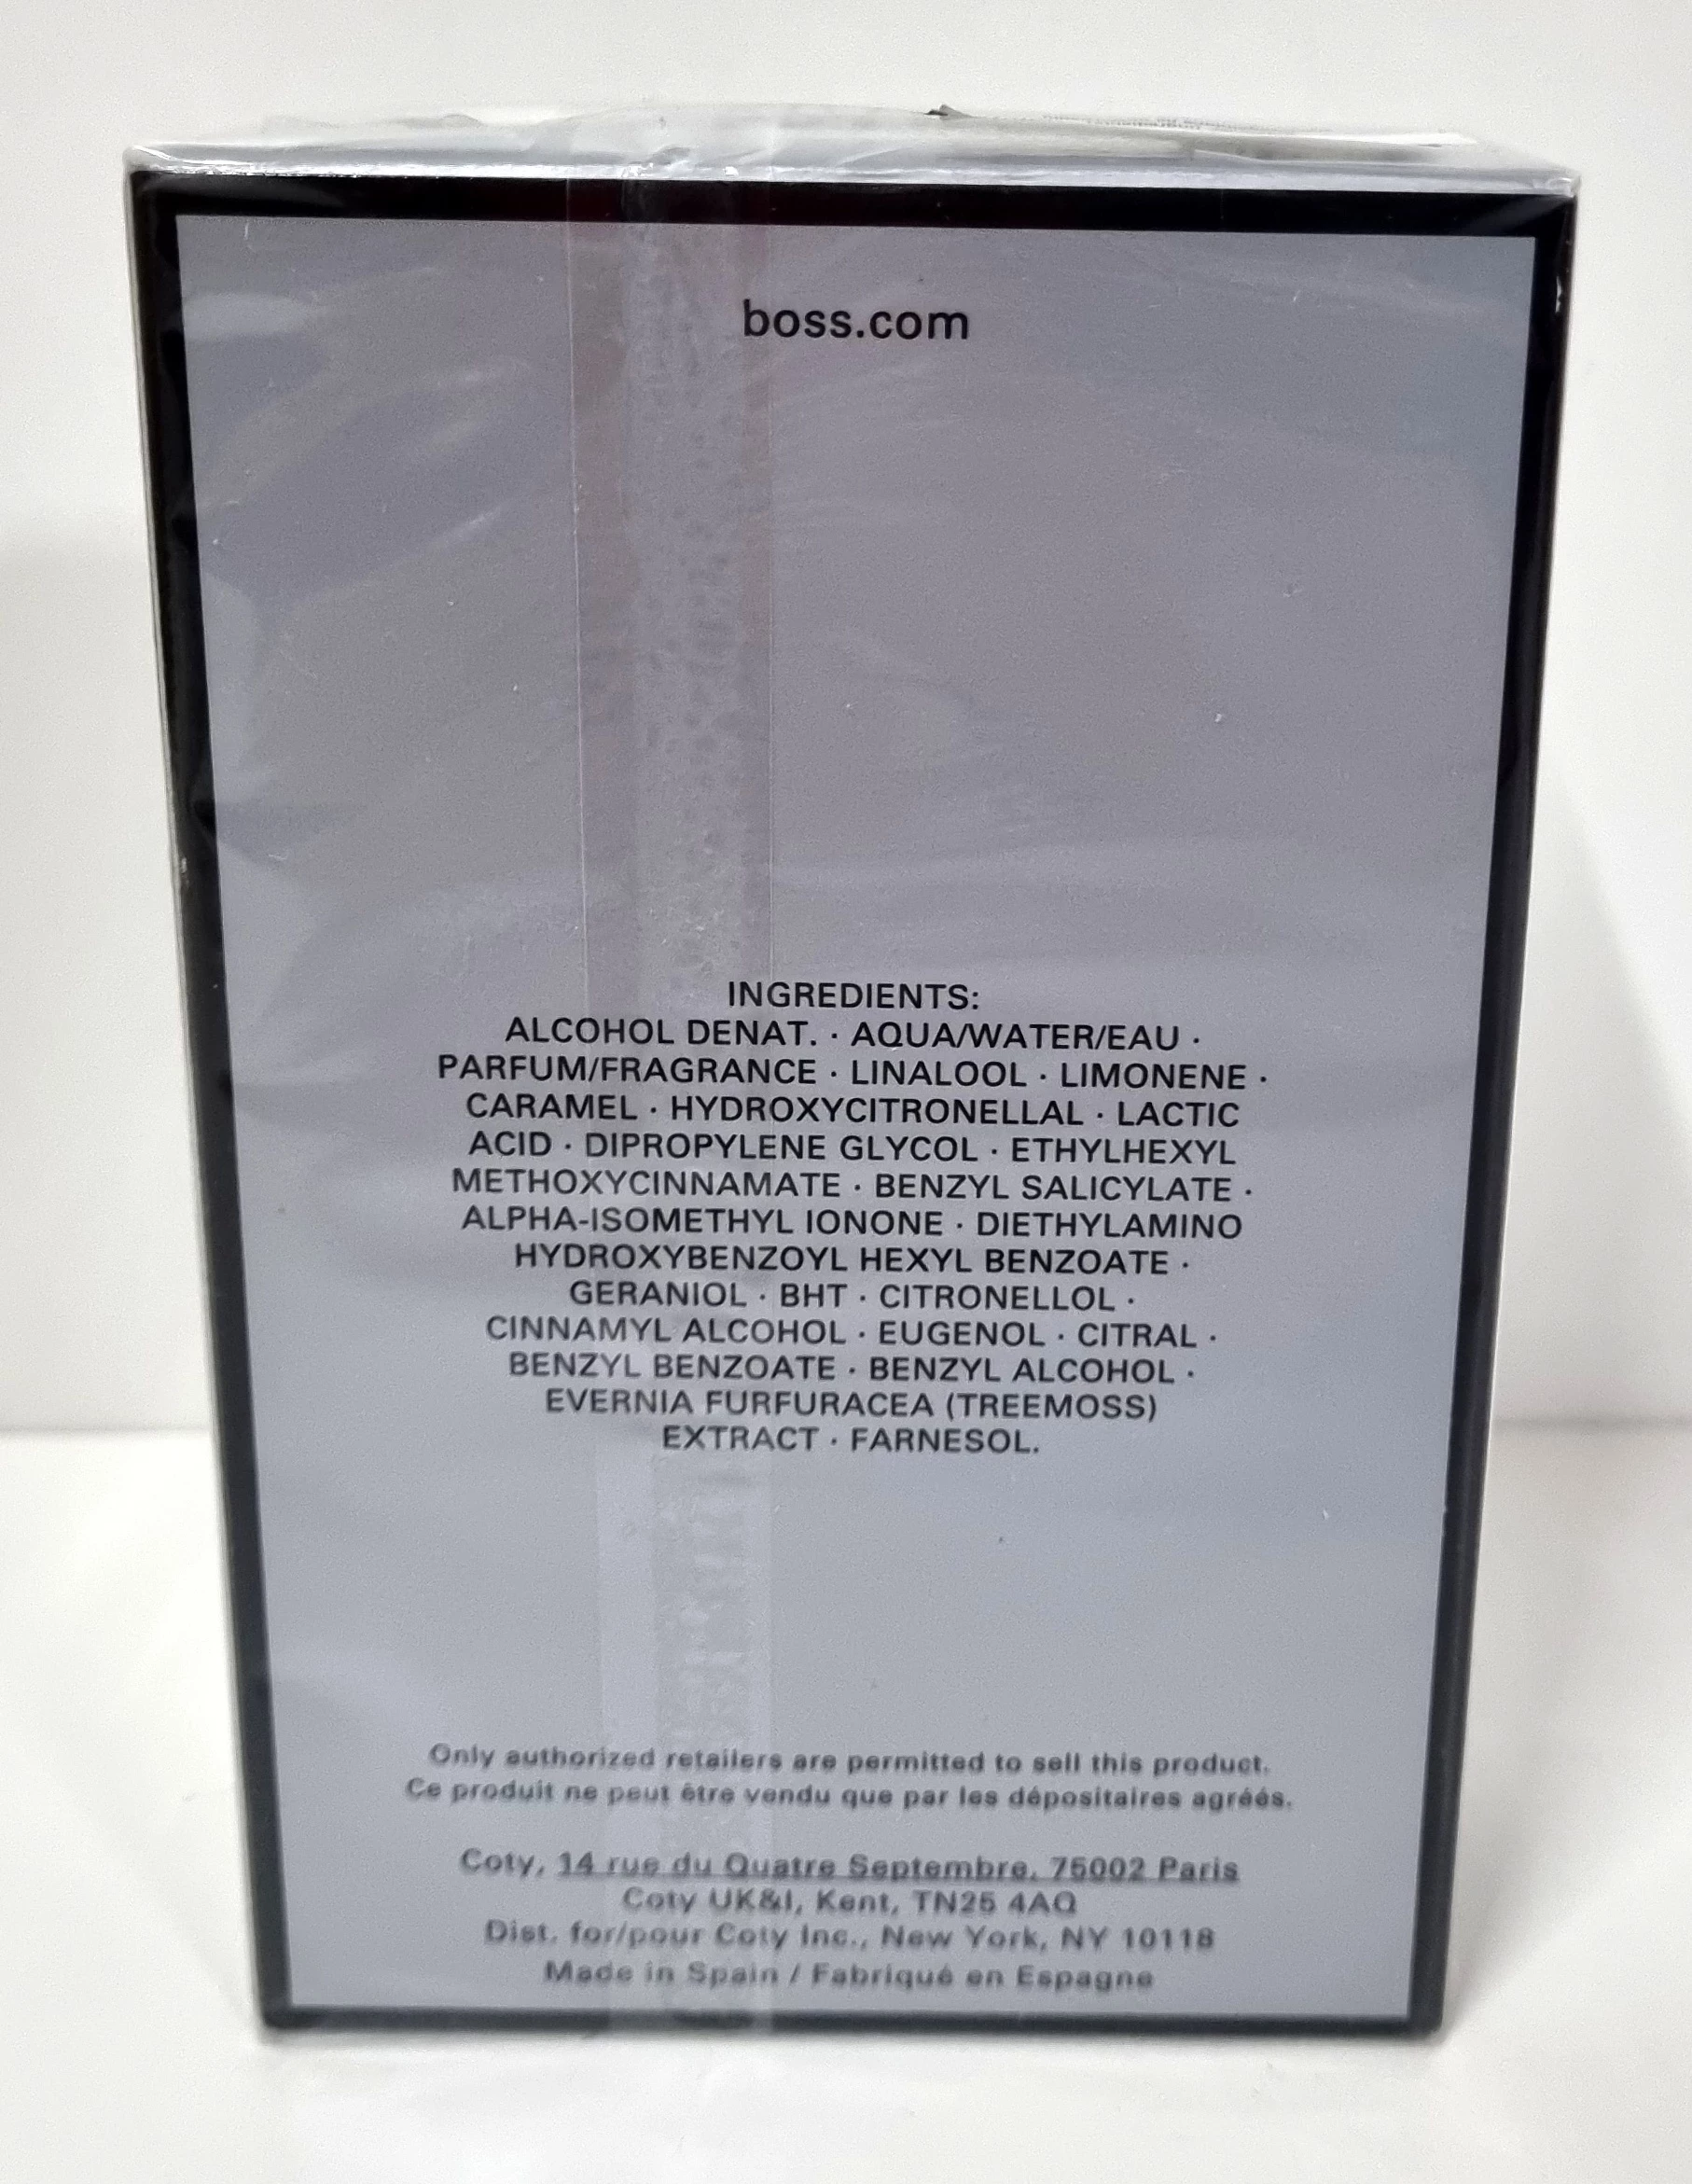 boss.com
INGREDIENTS:
ALCOHOL DENAT. · AQUA/WATER/EAU ·
PARFUM/FRAGRANCE · LINALOOL · LIMONENE ·
CARAMEL · HYDROXYCITRONELLAL · LACTIC
ACID · DIPROPYLENE GLYCOL · ETHYLHEXYL
METHOXYCINNAMATE · BENZYL SALICYLATE ·
ALPHA-ISOMETHYL IONONE · DIETHYLAMINO
HYDROXYBENZOYL HEXYL BENZOATE ·
GERANIOL · BHT · CITRONELLOL ·
CINNAMYL ALCOHOL · EUGENOL · CITRAL ·
BENZYL BENZOATE · BENZYL ALCOHOL ·
EVERNIA FURFURACEA (TREEMOSS)
EXTRACT · FARNESOL.
Only authorized retailers are permitted to sell this product.
Ce produit ne peut être vendu que par les dépositaires agréés.
Coty, 14 rue du Quatre Septembre, 75002 Paris
Coty UK&I, Kent, TN25 4AQ
Dist. for/pour Coty Inc., New York, NY 10118
Made in Spain / Fabriqué en Espagne